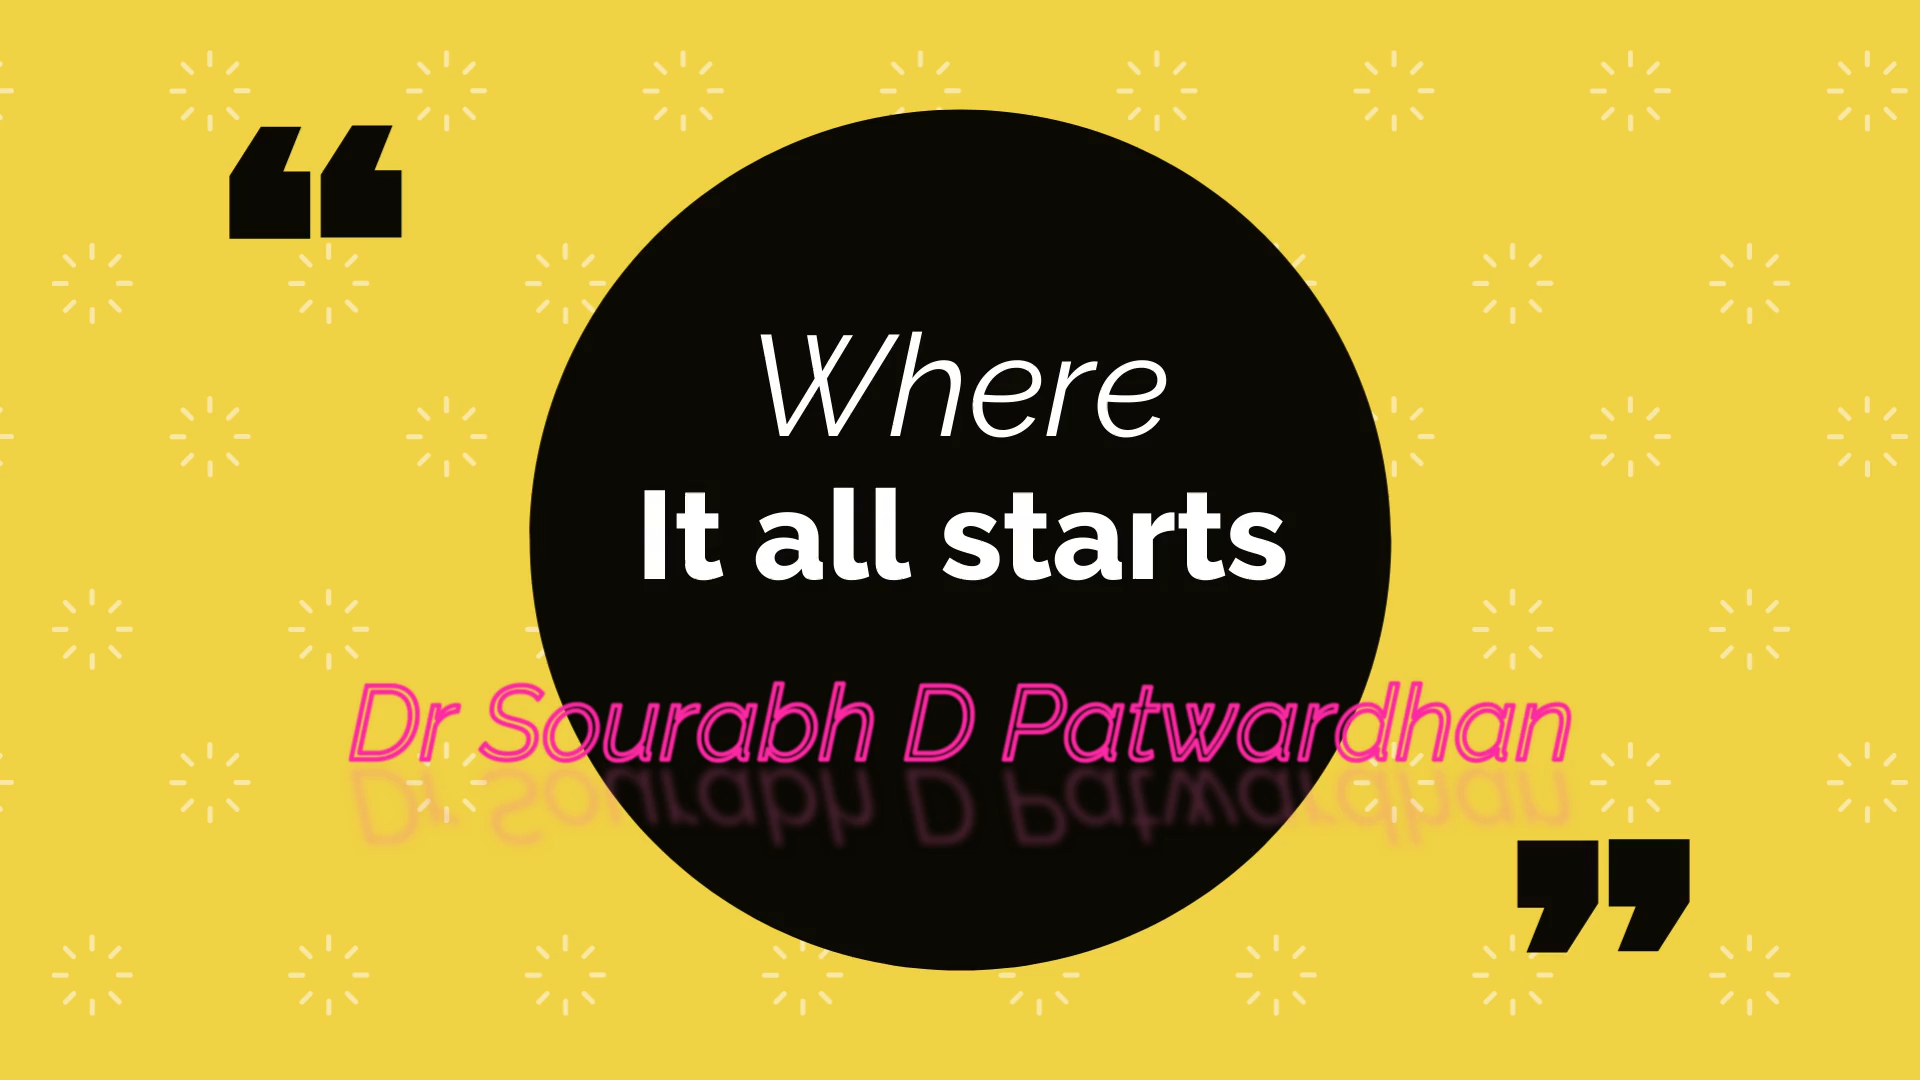 “
Where
It all starts
Dr Sourabh D Patwardhan
”